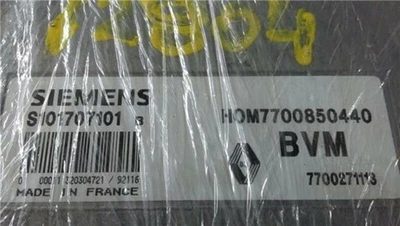 SIEMENS
S101707101 B
HOM7700850440
BVM
7700271113
MADE IN FRANCE